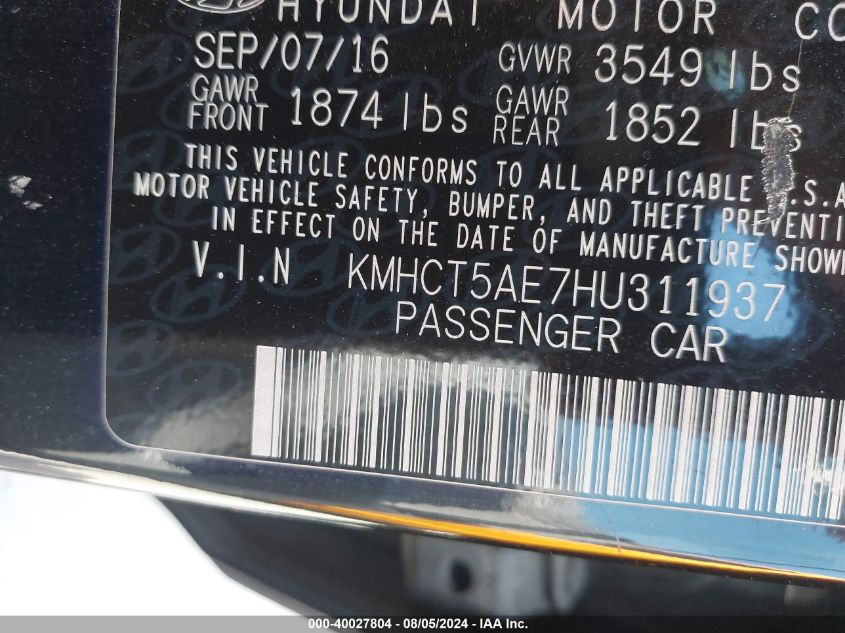 HYUNDAI MOTOR CO
SEP/07/16 GVWR 3549 lbs
GAWR FRONT 1874 lbs GAWR REAR 1852 lbs
THIS VEHICLE CONFORMS TO ALL APPLICABLE .S.A
MOTOR VEHICLE SAFETY, BUMPER, AND THEFT PREVENTI
IN EFFECT ON THE DATE OF MANUFACTURE SHOW
V.I.N KMHCT5AE7HU311937
PASSENGER CAR
000-40027804 - 08/05/2024 - IAA Inc.